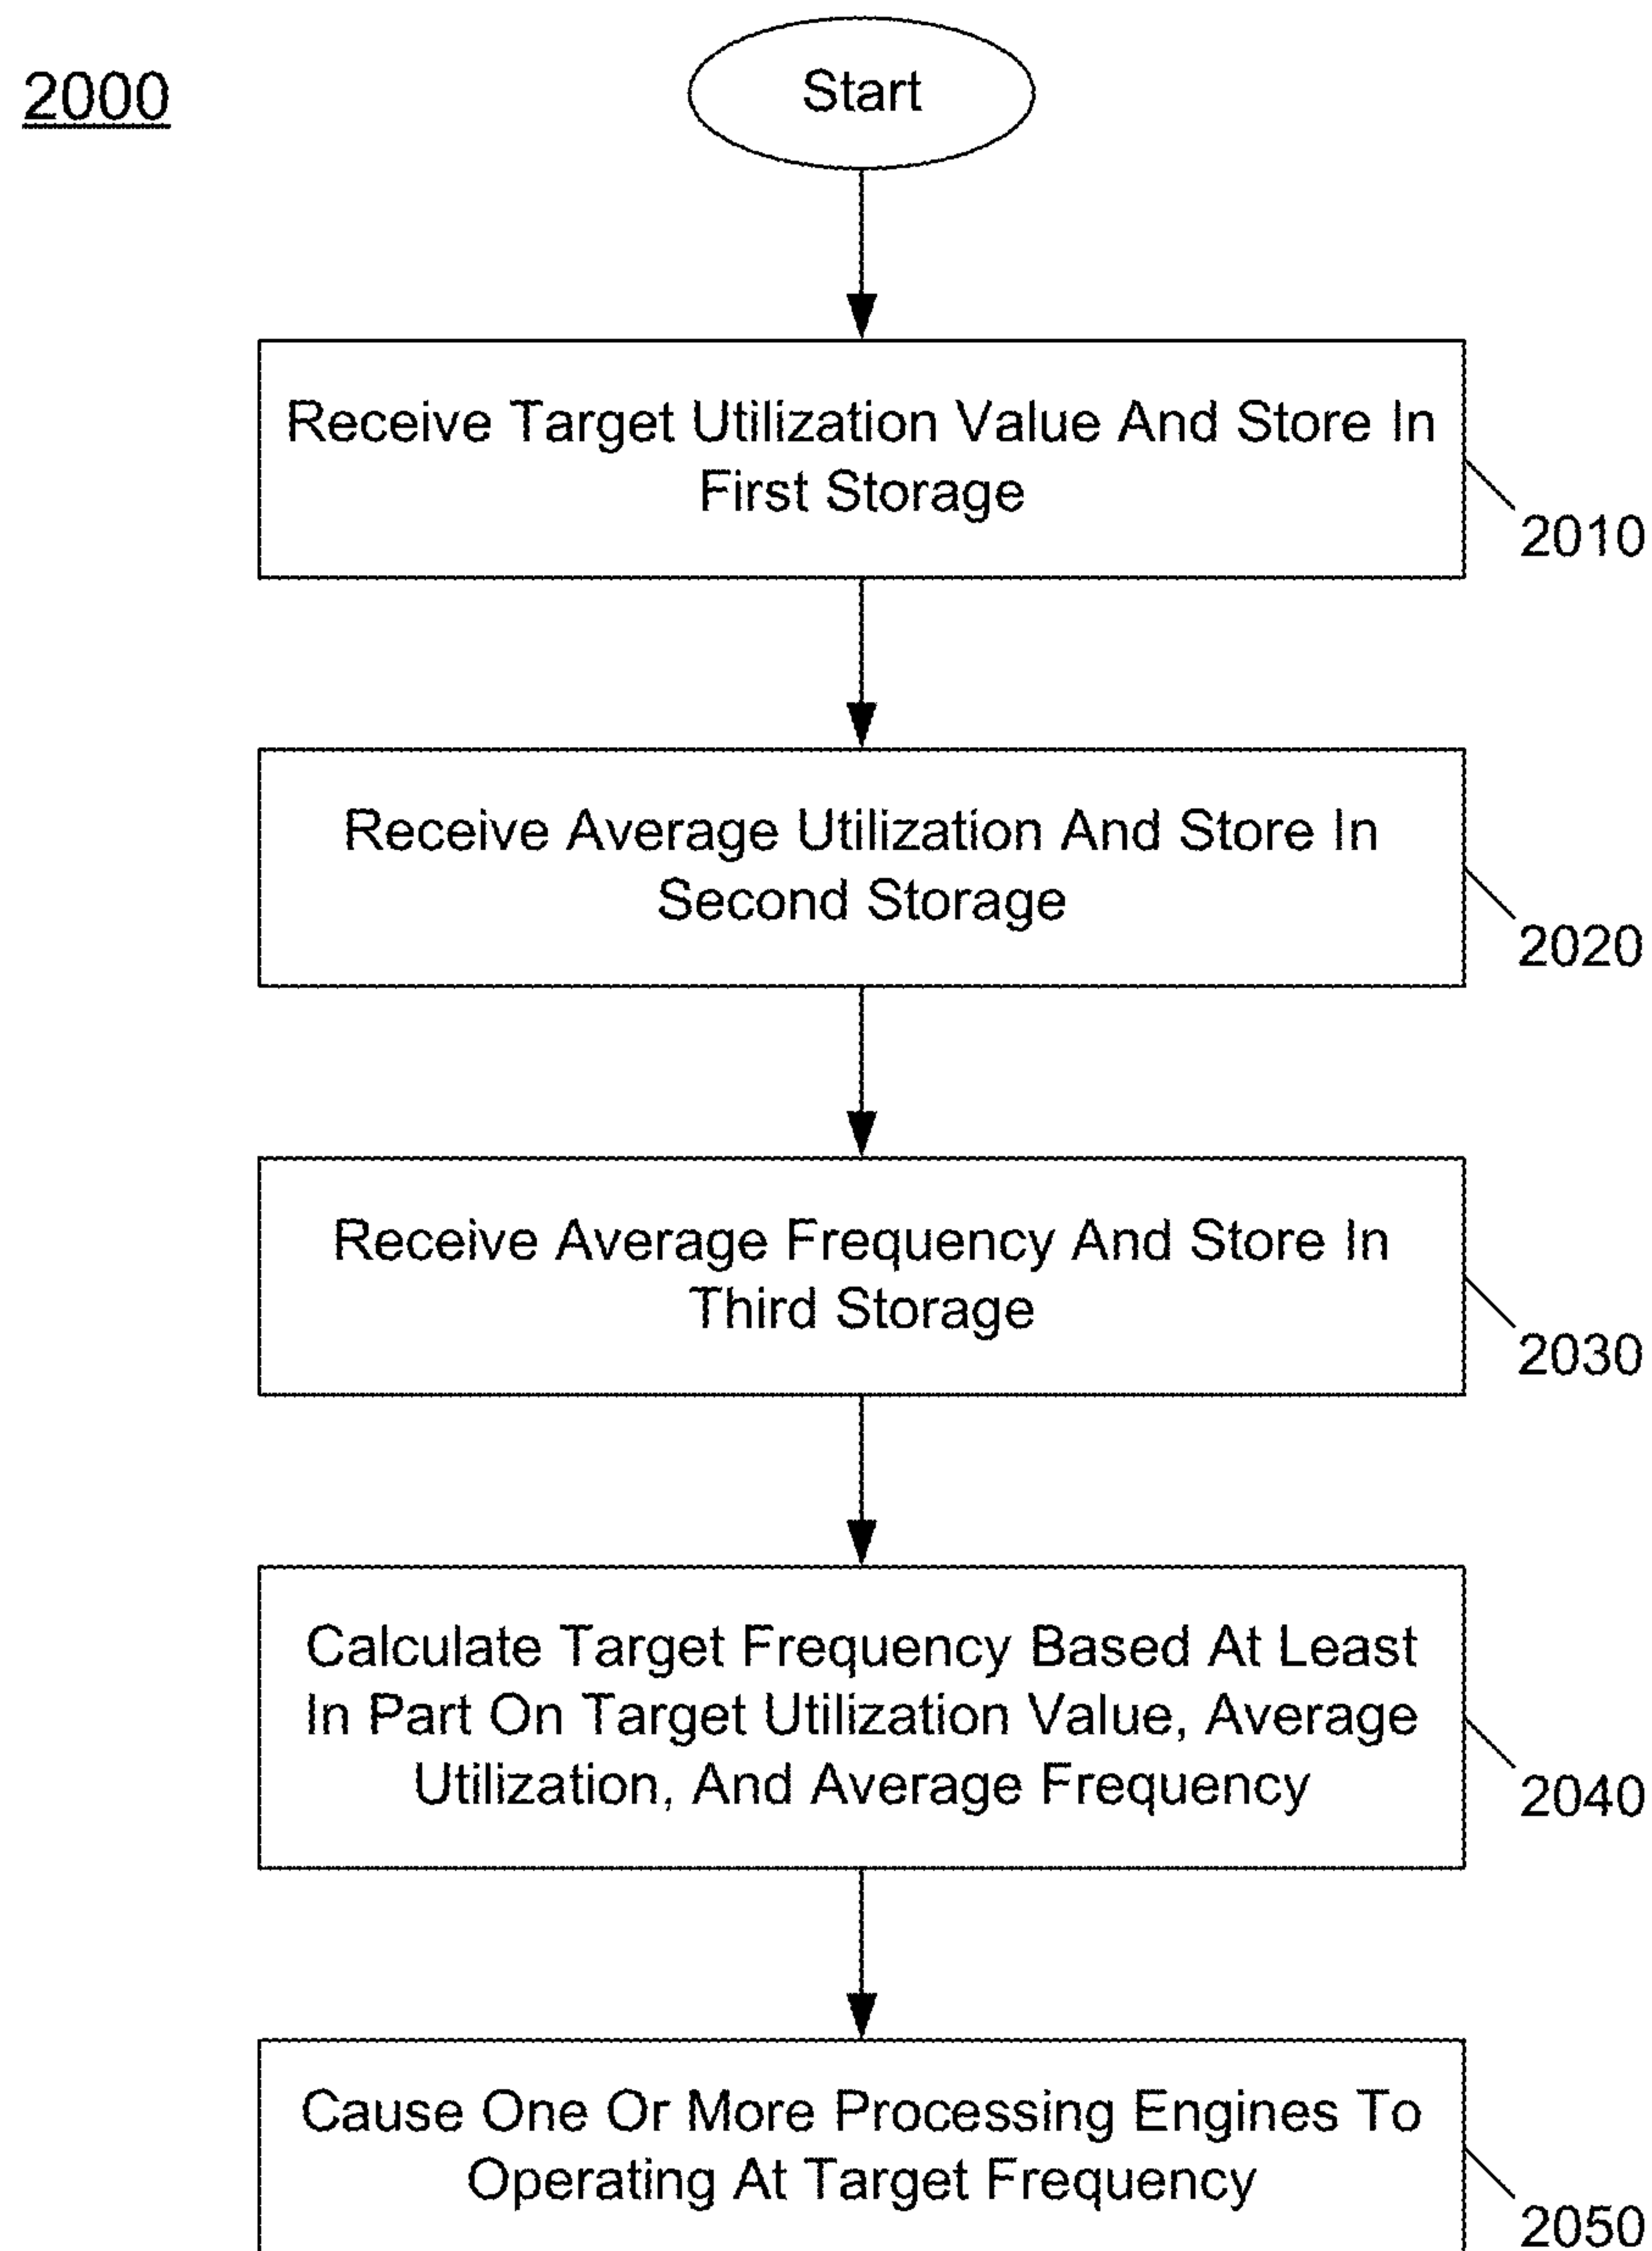 2000
Start
Receive Target Utilization Value And Store In
First Storage
2010
Receive Average Utilization And Store In
Second Storage
2020
Receive Average Frequency And Store In
Third Storage
2030
Calculate Target Frequency Based At Least
In Part On Target Utilization Value, Average
Utilization, And Average Frequency
2040
Cause One Or More Processing Engines To
Operating At Target Frequency
2050